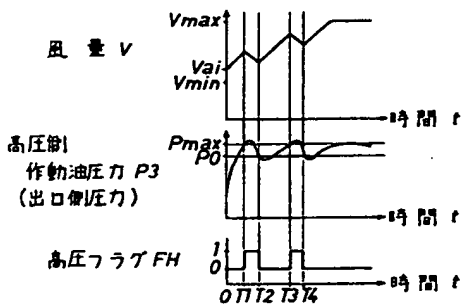 Vmax
風 量 V
Vai
Vmin
時間 t
高圧側
Pmax
作動油圧力 P3
P0
(出口側圧力)
時間 t
高圧フラグ FH
1
0
0 T1 T2 T3 T4
時間 t